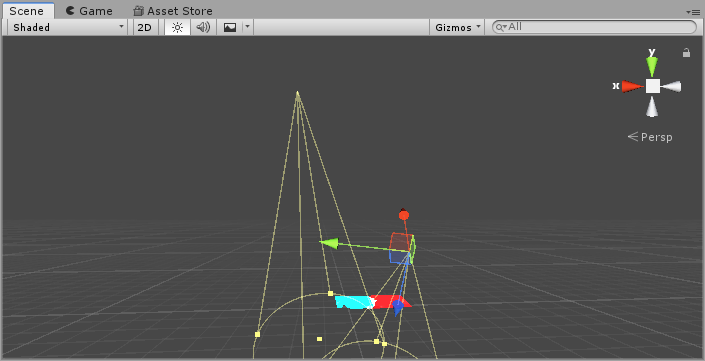 Scene Game Asset Store
Shaded 2D Gizmos All
y
x
Persp